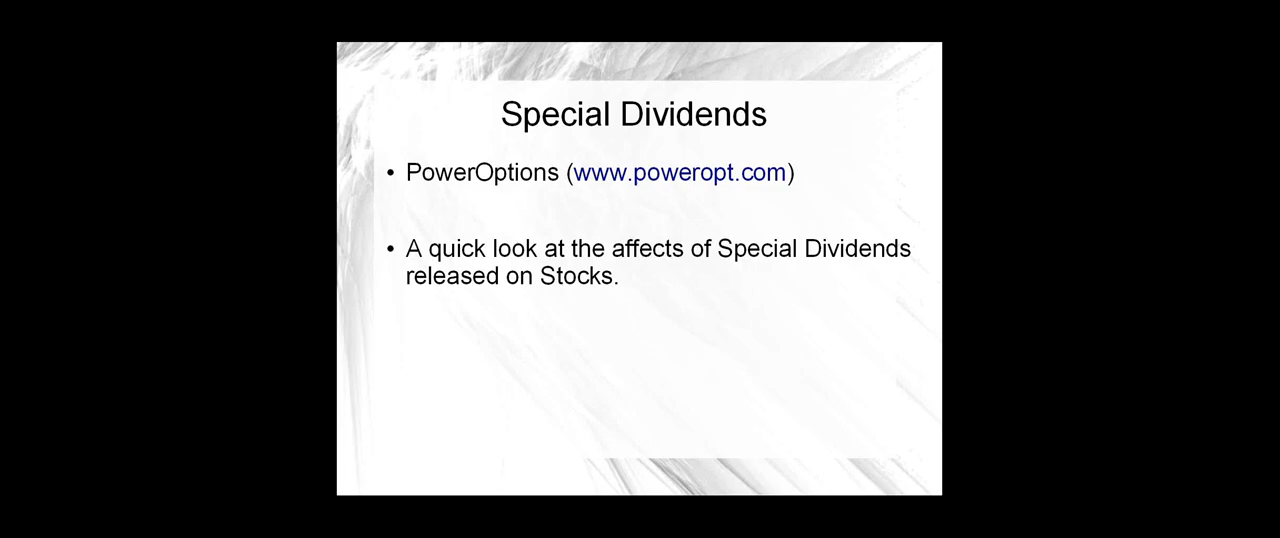 Special Dividends
• PowerOptions (www.poweropt.com)
• A quick look at the affects of Special Dividends
released on Stocks.